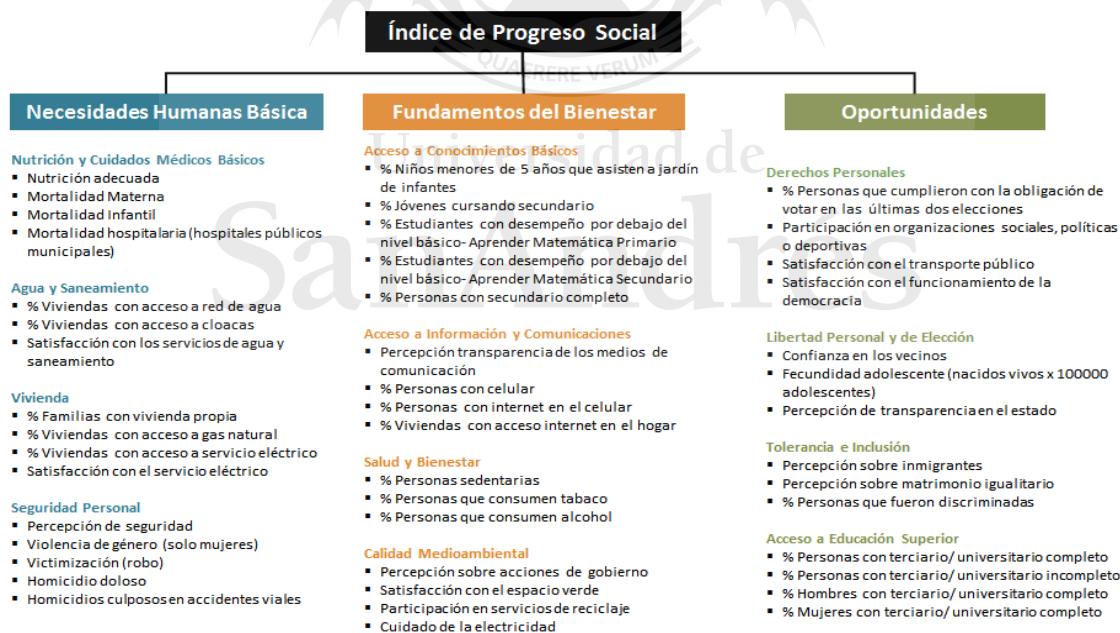 Índice de Progreso Social
QUAERERE VERUM
Universidad de
SanAndrés
Necesidades Humanas Básica
Nutrición y Cuidados Médicos Básicos
▪ Nutrición adecuada
▪ Mortalidad Materna
▪ Mortalidad Infantil
▪ Mortalidad hospitalaria (hospitales públicos
municipales)
Agua y Saneamiento
▪ % Viviendas con acceso a red de agua
▪ % Viviendas con acceso a cloacas
▪ Satisfacción con los servicios de agua y
saneamiento
Vivienda
▪ % Familias con vivienda propia
▪ % Viviendas con acceso a gas natural
▪ % Viviendas con acceso a servicio eléctrico
▪ Satisfacción con el servicio eléctrico
Seguridad Personal
▪ Percepción de seguridad
▪ Violencia de género (solo mujeres)
▪ Victimización (robo)
▪ Homicidio doloso
▪ Homicidios culposos en accidentes viales
Fundamentos del Bienestar
Acceso a Conocimientos Básicos
▪ % Niños menores de 5 años que asisten a jardín
de infantes
▪ % Jóvenes cursando secundario
▪ % Estudiantes con desempeño por debajo del
nivel básico- Aprender Matemática Primario
▪ % Estudiantes con desempeño por debajo del
nivel básico- Aprender Matemática Secundario
▪ % Personas con secundario completo
Acceso a Información y Comunicaciones
▪ Percepción transparencia de los medios de
comunicación
▪ % Personas con celular
▪ % Personas con internet en el celular
▪ % Viviendas con acceso internet en el hogar
Salud y Bienestar
▪ % Personas sedentarias
▪ % Personas que consumen tabaco
▪ % Personas que consumen alcohol
Calidad Medioambiental
▪ Percepción sobre acciones de gobierno
▪ Satisfacción con el espacio verde
▪ Participación en servicios de reciclaje
▪ Cuidado de la electricidad
Oportunidades
Derechos Personales
▪ % Personas que cumplieron con la obligación de
votar en las últimas dos elecciones
▪ Participación en organizaciones sociales, políticas
o deportivas
▪ Satisfacción con el transporte público
▪ Satisfacción con el funcionamiento de la
democracia
Libertad Personal y de Elección
▪ Confianza en los vecinos
▪ Fecundidad adolescente (nacidos vivos x 100000
adolescentes)
▪ Percepción de transparencia en el estado
Tolerancia e Inclusión
▪ Percepción sobre inmigrantes
▪ Percepción sobre matrimonio igualitario
▪ % Personas que fueron discriminadas
Acceso a Educación Superior
▪ % Personas con terciario/ universitario completo
▪ % Personas con terciario/ universitario incompleto
▪ % Hombres con terciario/ universitario completo
▪ % Mujeres con terciario/ universitario completo